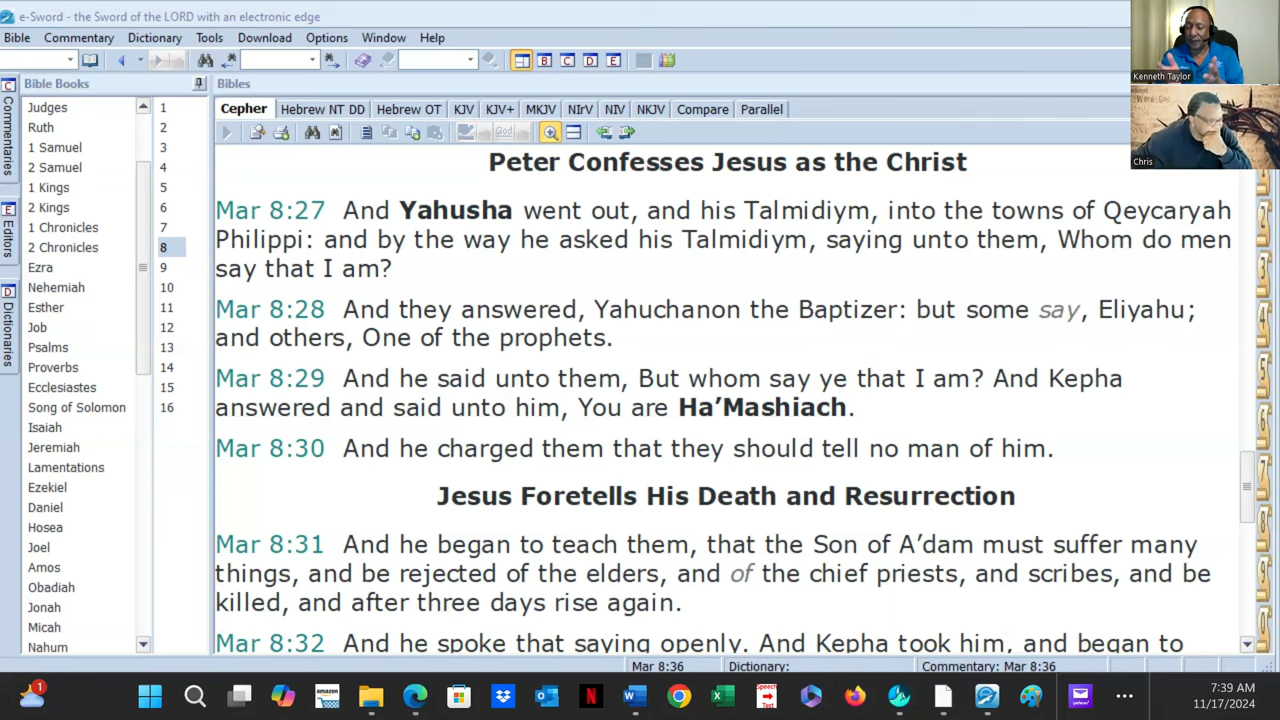 e-Sword - the Sword of the LORD with an electronic edge
Bible Commentary Dictionary Tools Download Options Window Help
Bible Books
Bibles
Cepher Hebrew NT DD Hebrew OT KJV KJV+ MKJV NIrV NIV NKJV Compare Parallel
Commentaries
Editors
Dictionaries
Judges 1
Ruth 2
1 Samuel 3
2 Samuel 4
1 Kings 5
2 Kings 6
1 Chronicles 7
2 Chronicles 8
Ezra 9
Nehemiah 10
Esther 11
Job 12
Psalms 13
Proverbs 14
Ecclesiastes 15
Song of Solomon 16
Isaiah
Jeremiah
Lamentations
Ezekiel
Daniel
Hosea
Joel
Amos
Obadiah
Jonah
Micah
Nahum
Peter Confesses Jesus as the Christ
Mar 8:27 And Yahusha went out, and his Talmidiym, into the towns of Qeycaryah
Philippi: and by the way he asked his Talmidiym, saying unto them, Whom do men
say that I am?
Mar 8:28 And they answered, Yahuchanon the Baptizer: but some say, Eliyahu;
and others, One of the prophets.
Mar 8:29 And he said unto them, But whom say ye that I am? And Kepha
answered and said unto him, You are Ha’Mashiach.
Mar 8:30 And he charged them that they should tell no man of him.
Jesus Foretells His Death and Resurrection
Mar 8:31 And he began to teach them, that the Son of A’dam must suffer many
things, and be rejected of the elders, and of the chief priests, and scribes, and be
killed, and after three days rise again.
Mar 8:32 And he spoke that saying openly. And Kepha took him, and began to
Kenneth Taylor
Chris
Mar 8:36 Dictionary: Commentary: Mar 8:36
7:39 AM
11/17/2024